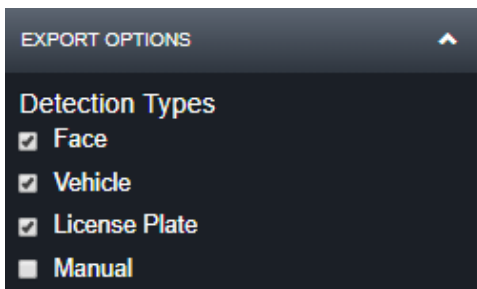 EXPORT OPTIONS
Detection Types
Face
Vehicle
License Plate
Manual